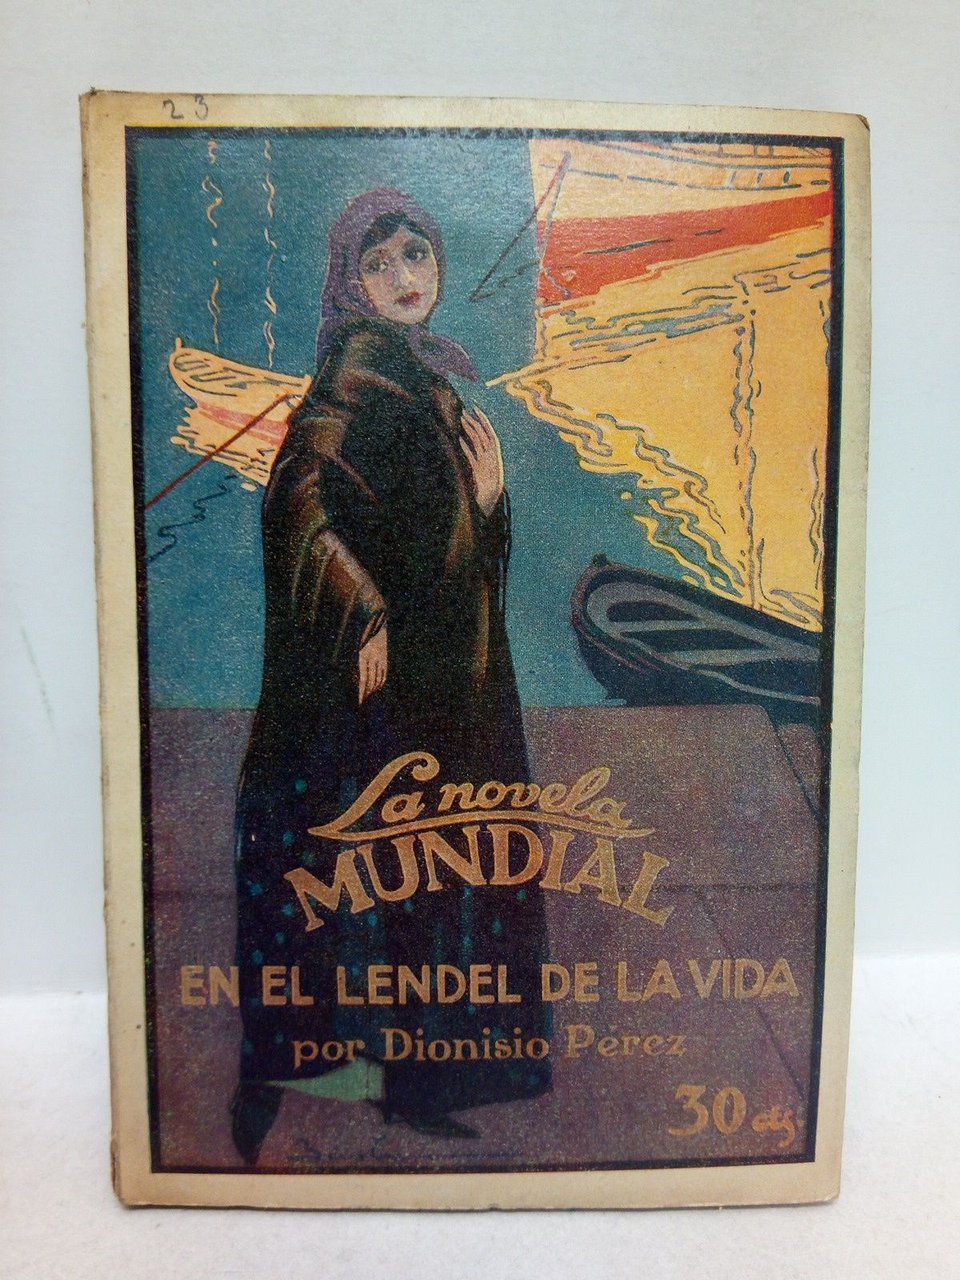 23
La novela
MUNDIAL
EN EL LENDEL DE LA VIDA
por Dionisio Pérez
30 cts